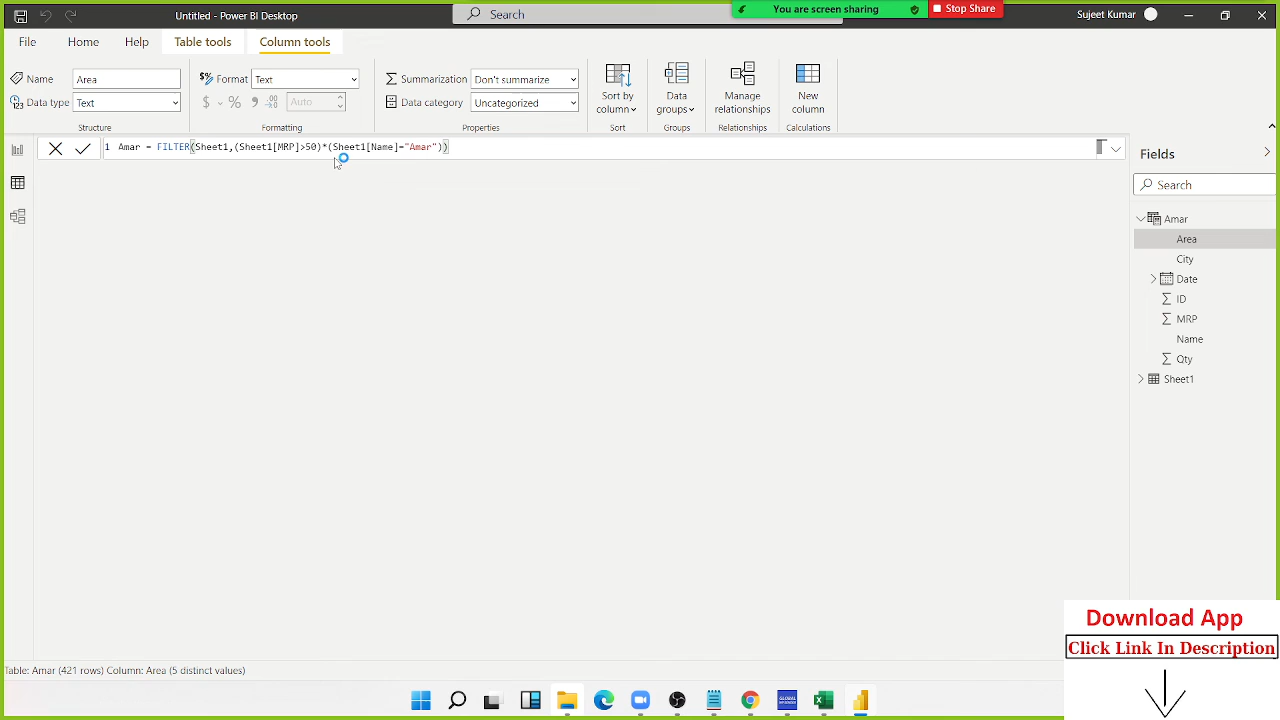 Untitled - Power BI Desktop
Search
You are screen sharing
Stop Share
Sujeet Kumar
File
Home
Help
Table tools
Column tools
Name
Area
Format
Text
Summarization
Don't summarize
Data type
Text
$
%
Auto
Data category
Uncategorized
Sort by
column
Data
groups
Manage
relationships
New
column
Structure
Formatting
Properties
Sort
Groups
Relationships
Calculations
1 Amar = FILTER(Sheet1,(Sheet1[MRP]>50)*(Sheet1[Name]="Amar"))
Fields
Search
Amar
Area
City
Date
ID
MRP
Name
Qty
Sheet1
Download App
Click Link In Description
Table: Amar (421 rows) Column: Area (5 distinct values)